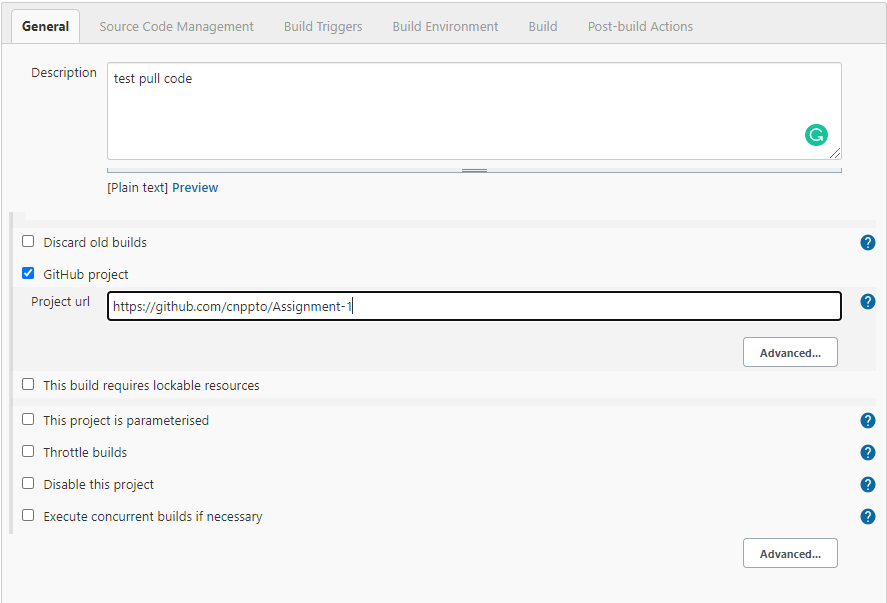 General Source Code Management Build Triggers Build Environment Build Post-build Actions
Description
test pull code
[Plain text] Preview
Discard old builds
GitHub project
Project url
https://github.com/cnppto/Assignment-1
Advanced...
This build requires lockable resources
This project is parameterised
Throttle builds
Disable this project
Execute concurrent builds if necessary
Advanced...